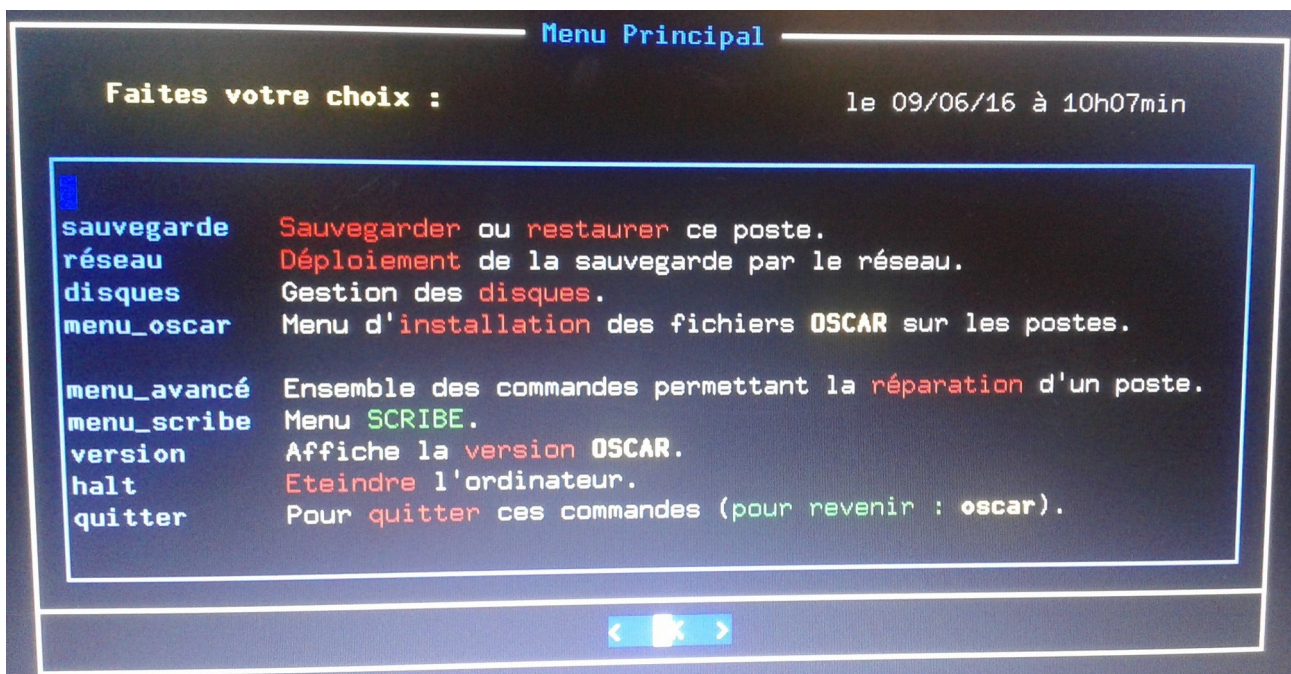 Menu Principal
Faites votre choix :
le 09/06/16 à 10h07min
sauvegarde Sauvegarder ou restaurer ce poste.
réseau Déploiement de la sauvegarde par le réseau.
disques Gestion des disques.
menu_oscar Menu d'installation des fichiers OSCAR sur les postes.
menu_avancé Ensemble des commandes permettant la réparation d'un poste.
menu_scribe Menu SCRIBE.
version Affiche la version OSCAR.
halt Eteindre l'ordinateur.
quitter Pour quitter ces commandes (pour revenir : oscar).
< OK >